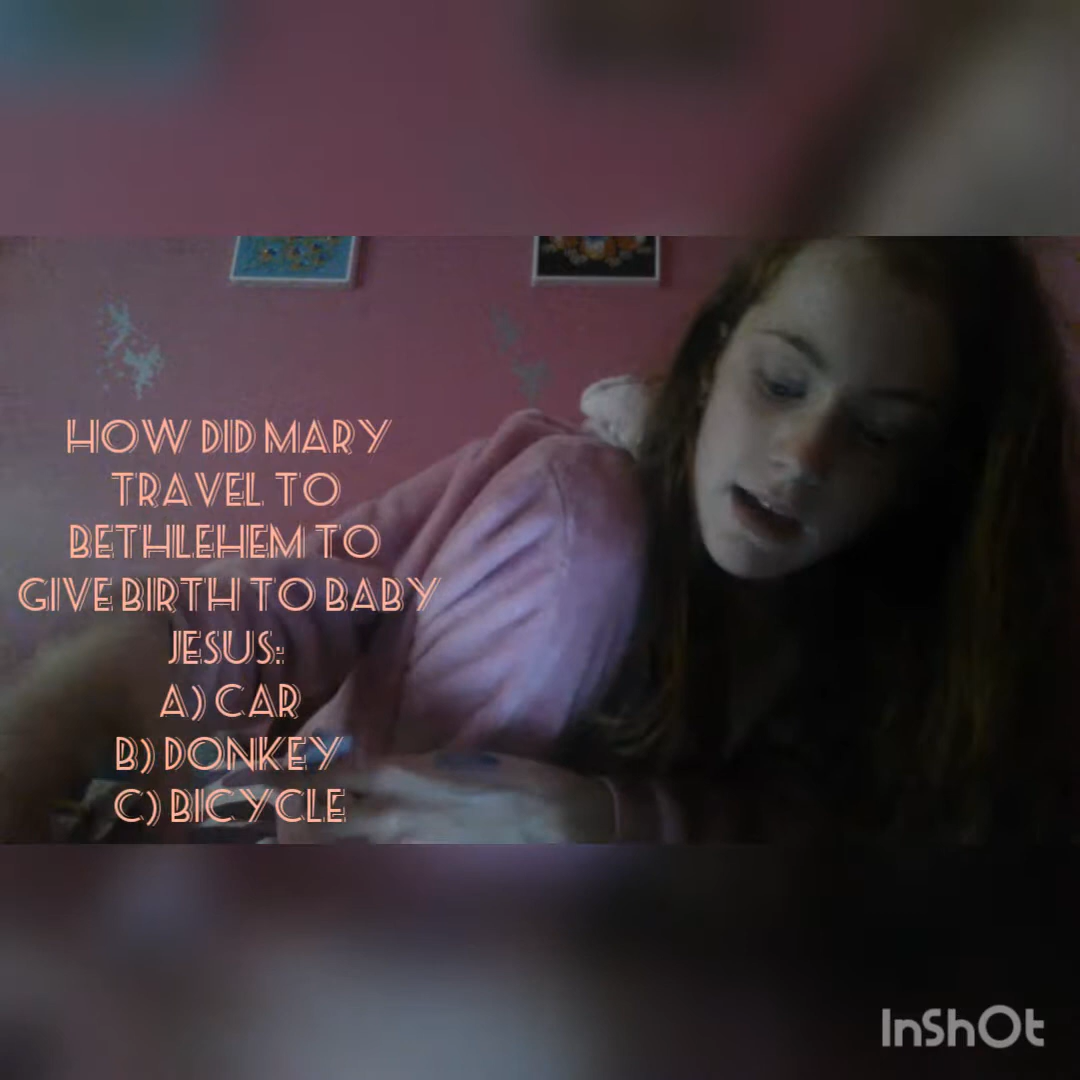 HOW DID MARY
TRAVEL TO
BETHLEHEM TO
GIVE BIRTH TO BABY
JESUS:
A) CAR
B) DONKEY
C) BICYCLE
InShOt